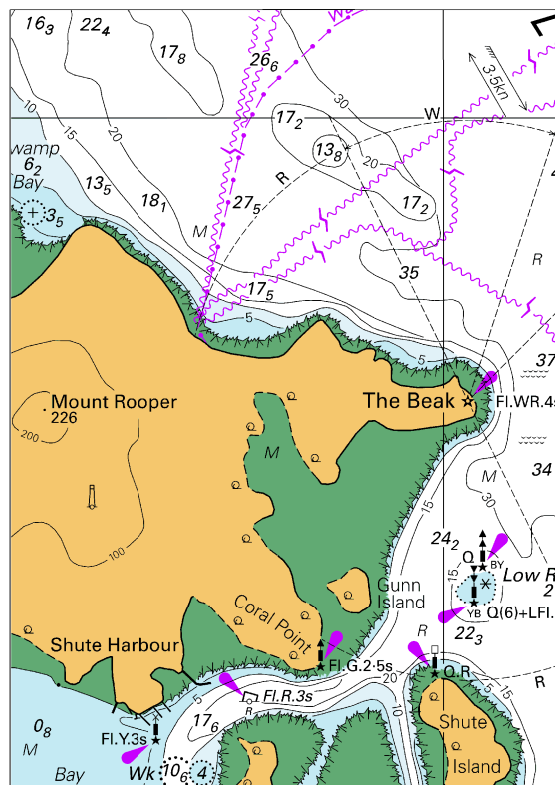 16₃
22₄
17₈
26₆
10
15
20
30
3·5kn
W
17₂
13₈
20
wamp
6₂
Bay
3₅
13₅
18₁
27₅
R
17₂
M
35
R
17₅
5
5
5
37
Mount Rooper
226
The Beak
Fl.WR.4s
200
M
15
M
34
30
100
24₂
15
Q
BY
Low R
2
YB
Q(6)+LFl.
Gunn
Island
Coral Point
22₃
R
Shute Harbour
Fl.G.2·5s
20
Q.R
R
5
Fl.R.3s
R
15
10
0₈
M
Bay
Fl.Y.3s
17₆
Wk
10₆
4
Shute
Island